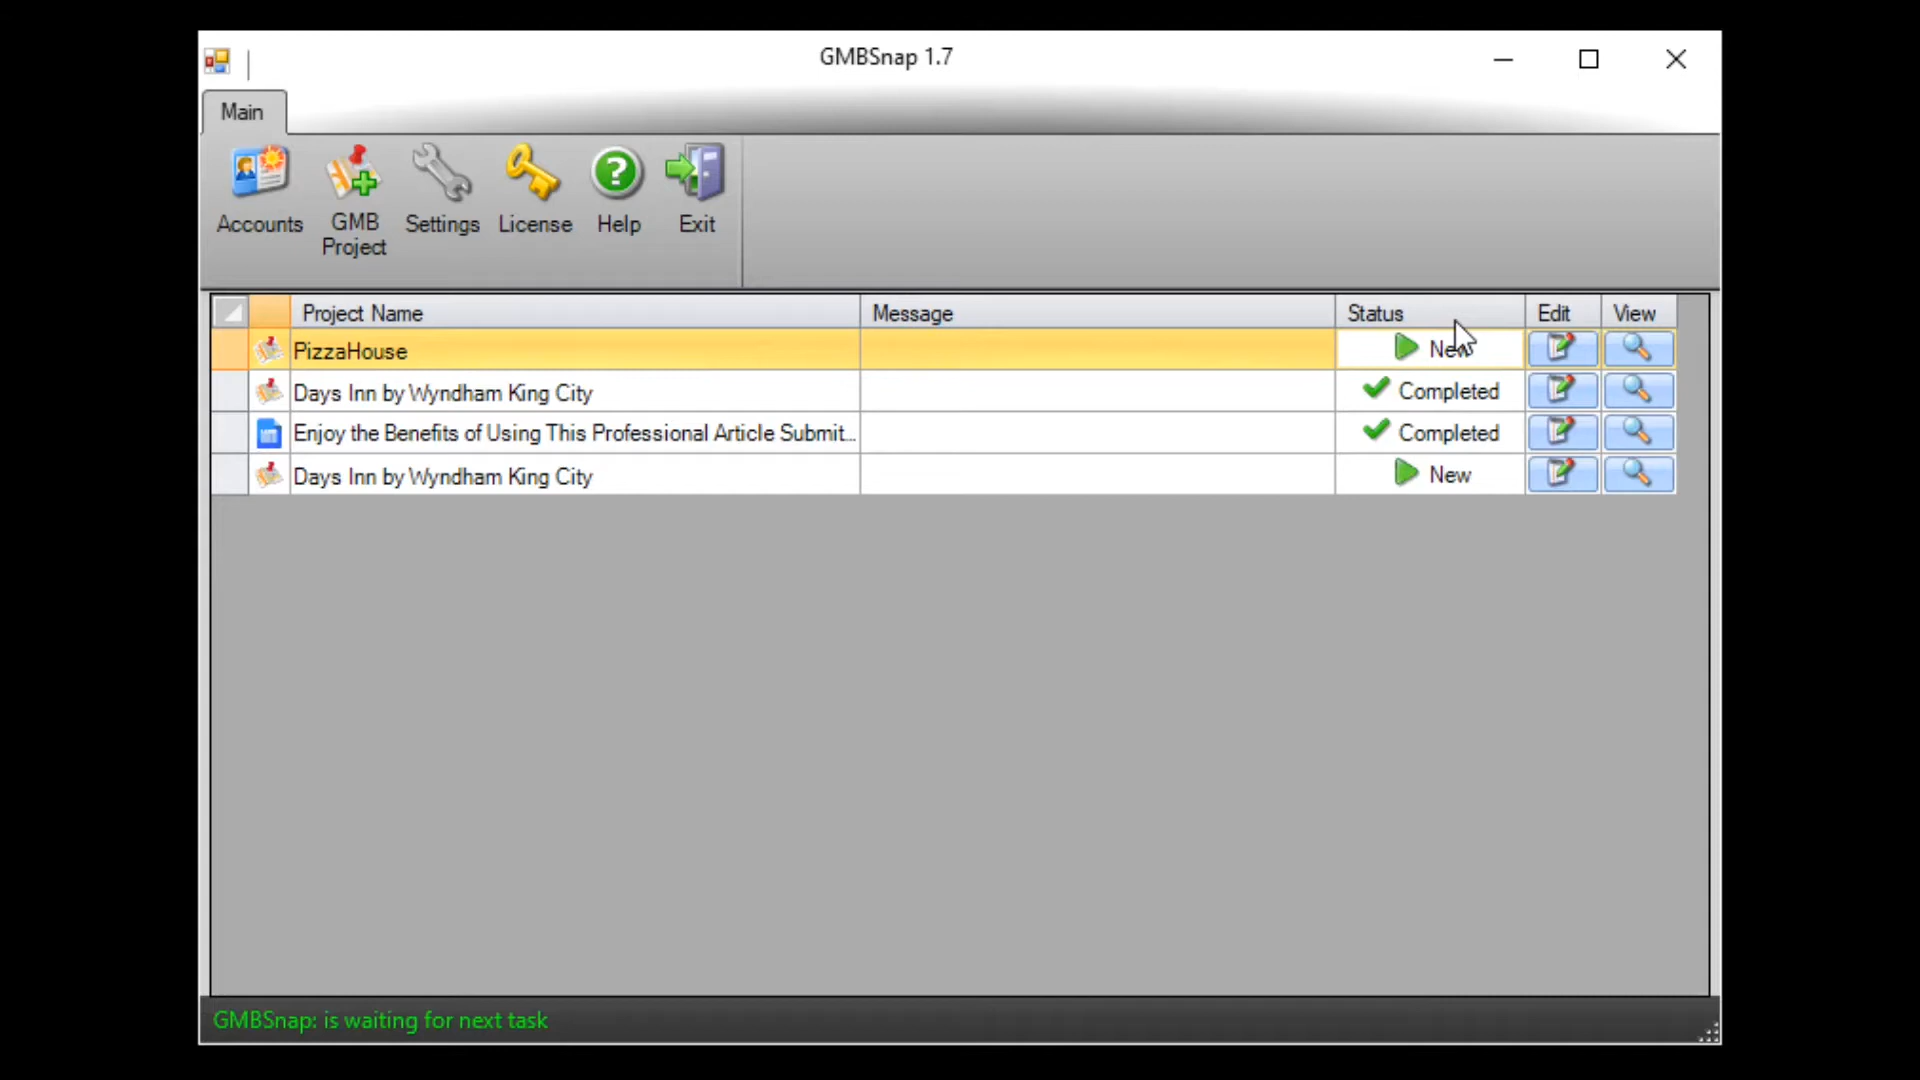 GMBSnap 1.7
Main
Accounts
GMB
Project
Settings
License
Help
Exit
Project Name Message Status Edit View
PizzaHouse New
Days Inn by Wyndham King City Completed
Enjoy the Benefits of Using This Professional Article Submit... Completed
Days Inn by Wyndham King City New
GMBSnap: is waiting for next task